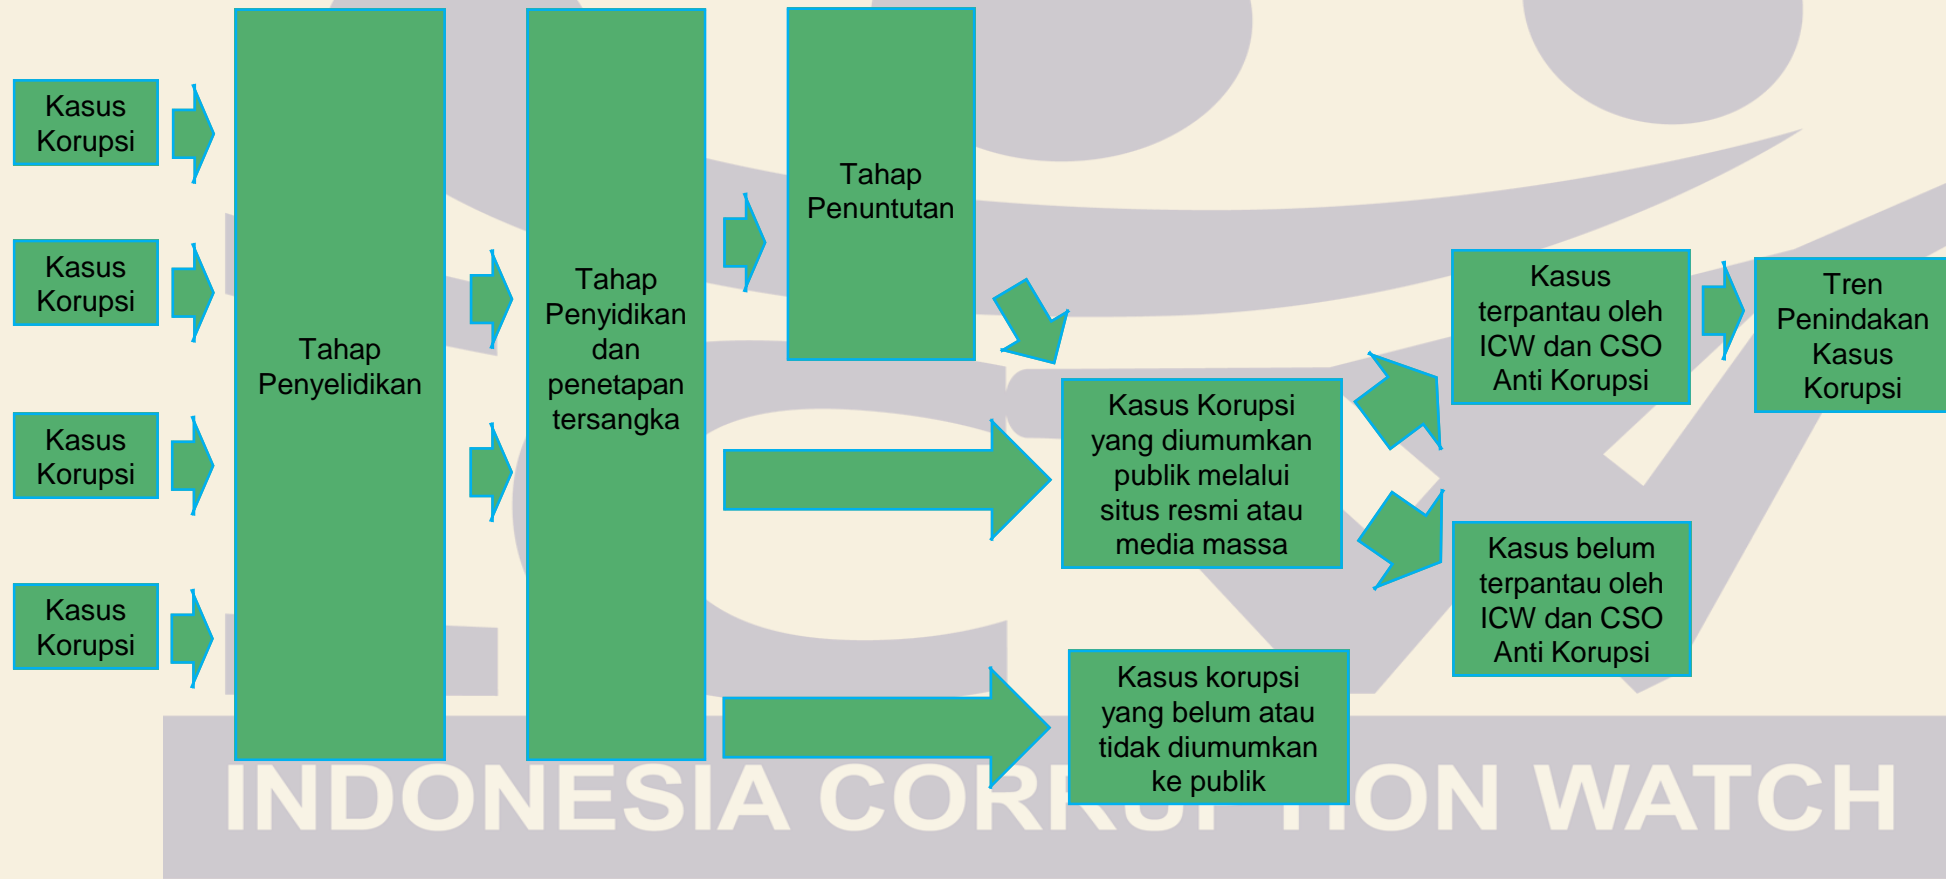 Kasus
Korupsi
Kasus
Korupsi
Kasus
Korupsi
Kasus
Korupsi
Tahap
Penyelidikan
Tahap
Penyidikan
dan
penetapan
tersangka
Tahap
Penuntutan
Kasus Korupsi
yang diumumkan
publik melalui
situs resmi atau
media massa
Kasus korupsi
yang belum atau
tidak diumumkan
ke publik
Kasus
terpantau oleh
ICW dan CSO
Anti Korupsi
Kasus belum
terpantau oleh
ICW dan CSO
Anti Korupsi
Tren
Penindakan
Kasus
Korupsi
INDONESIA CORRUPTION WATCH